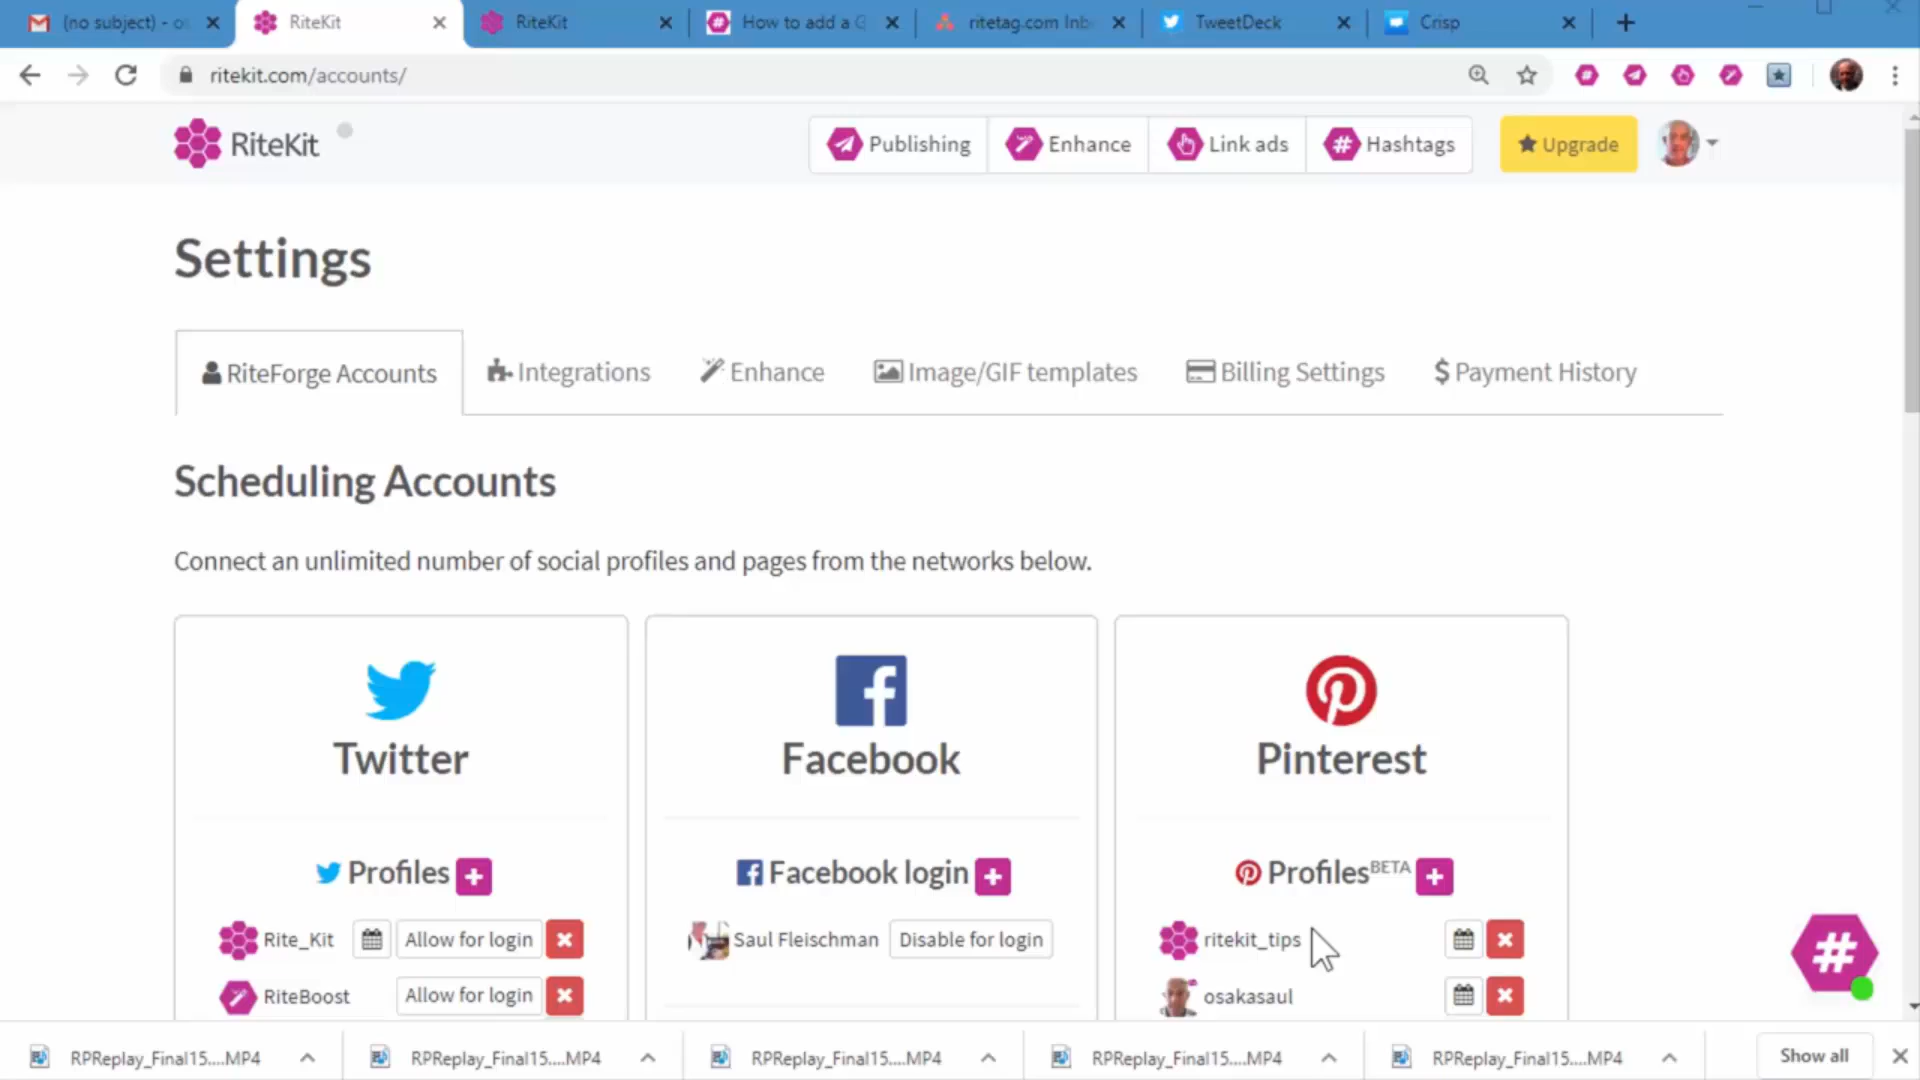 (no subject) - o
RiteKit
RiteKit
How to add a G
ritetag.com Inb
TweetDeck
Crisp
ritekit.com/accounts/
RiteKit
Publishing
Enhance
Link ads
# Hashtags
Upgrade
Settings
RiteForge Accounts
Integrations
Enhance
Image/GIF templates
Billing Settings
$ Payment History
Scheduling Accounts
Connect an unlimited number of social profiles and pages from the networks below.
Twitter
Facebook
Pinterest
Profiles +
Facebook login +
Profiles BETA +
Rite_Kit
Allow for login
Saul Fleischman
Disable for login
ritekit_tips
RiteBoost
Allow for login
osakasaul
#
RPReplay_Final15....MP4
RPReplay_Final15....MP4
RPReplay_Final15....MP4
RPReplay_Final15....MP4
RPReplay_Final15....MP4
Show all